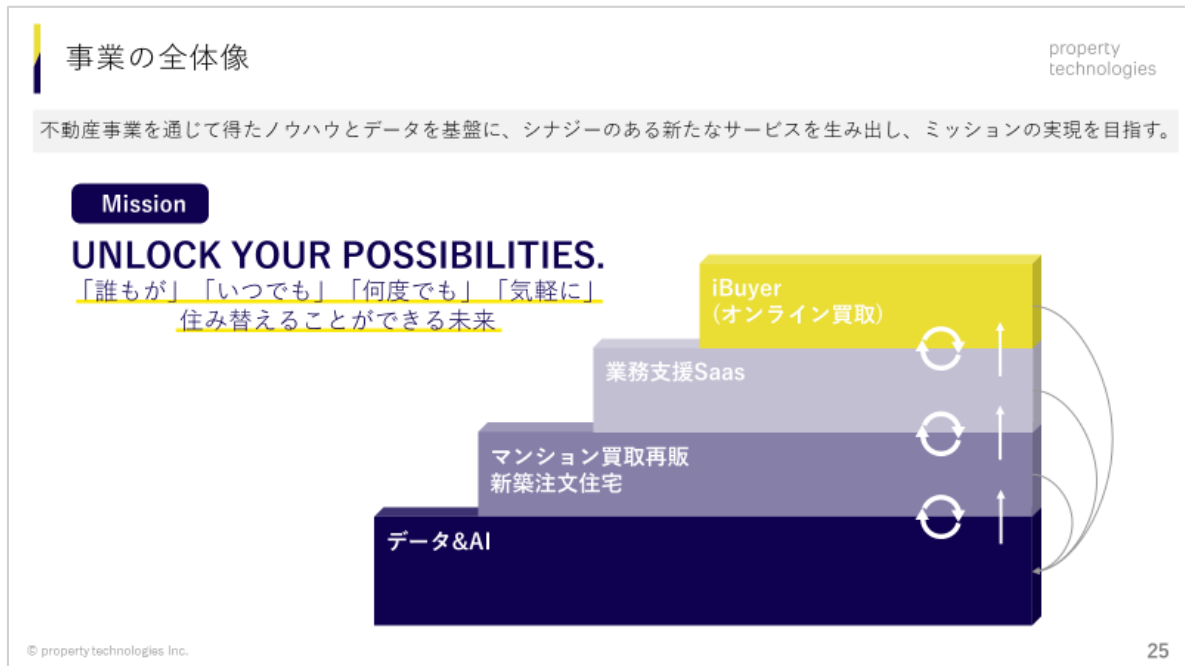 事業の全体像
property
technologies
不動産事業を通じて得たノウハウとデータを基盤に、シナジーのある新たなサービスを生み出し、ミッションの実現を目指す。
Mission
UNLOCK YOUR POSSIBILITIES.
「誰もが」「いつでも」「何度でも」「気軽に」
住み替えることができる未来
iBuyer
(オンライン買取)
業務支援Saas
マンション買取再販
新築注文住宅
データ&AI
© property technologies Inc.
25